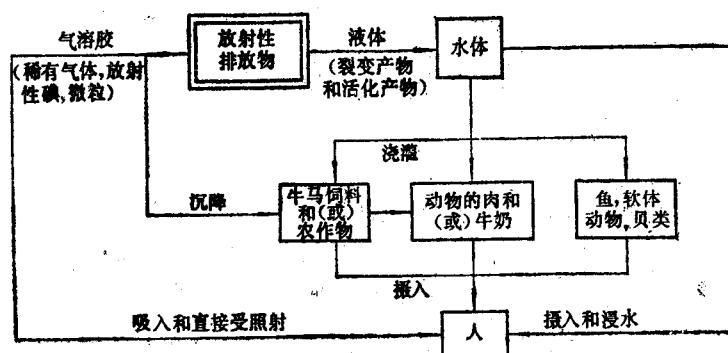 气溶胶
(稀有气体,放射
性碘,微粒)
放射性
排放物
液体
(裂变产物
和活化产物)
水体
浇灌
沉降
牛马饲料
和(或)
农作物
动物的肉和
(或)牛奶
鱼,软体
动物,贝类
摄入
吸入和直接受照射
人
摄入和浸水